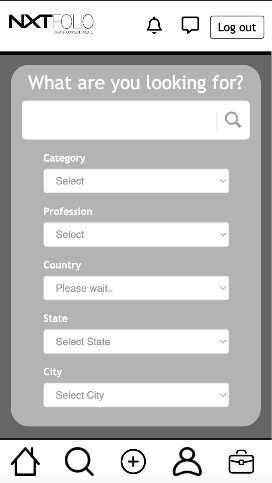 NXTFOLIO
Log out
What are you looking for?
Category
Select
Profession
Select
Country
Please wait..
State
Select State
City
Select City